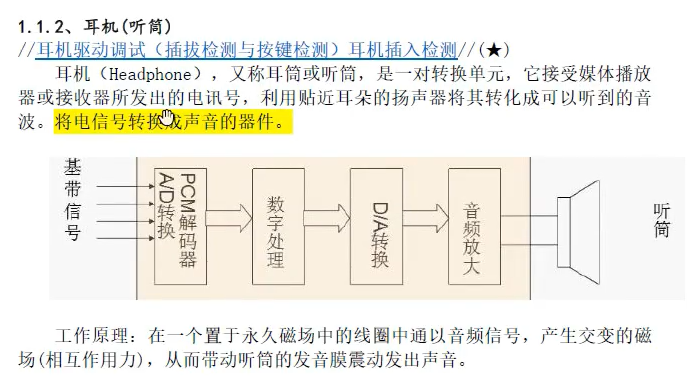 1.1.2、耳机(听筒)
//耳机驱动调试（插拔检测与按键检测）耳机插入检测//(★)
耳机（Headphone），又称耳筒或听筒，是一对转换单元，它接受媒体播放
器或接收器所发出的电讯号，利用贴近耳朵的扬声器将其转化成可以听到的音
波。将电信号转换成声音的器件。
基带信号
PCM解码器
A/D转换
数字处理
D/A转换
音频放大
听筒
工作原理：在一个置于永久磁场中的线圈中通以音频信号，产生交变的磁
场(相互作用力)，从而带动听筒的发音膜震动发出声音。